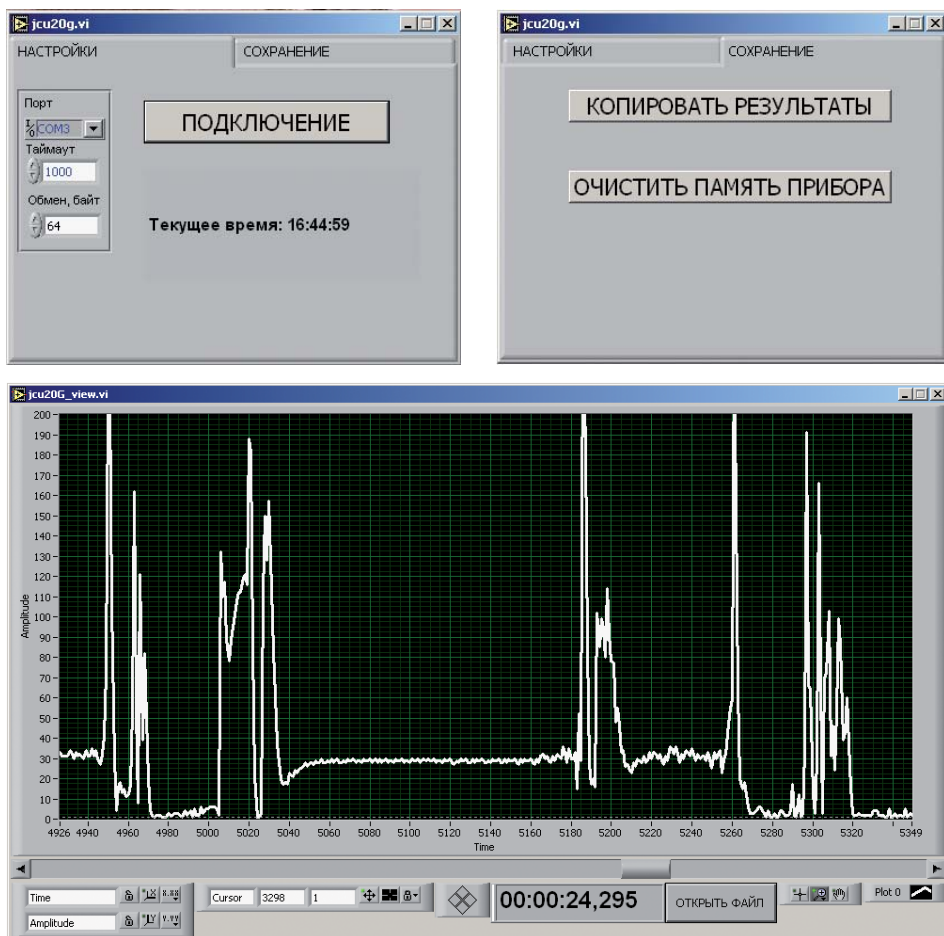 jcu20g.vi
НАСТРОЙКИ СОХРАНЕНИЕ
Порт
COM3
Таймаут
1000
Обмен, байт
64
ПОДКЛЮЧЕНИЕ
Текущее время: 16:44:59
jcu20g.vi
НАСТРОЙКИ СОХРАНЕНИЕ
КОПИРОВАТЬ РЕЗУЛЬТАТЫ
ОЧИСТИТЬ ПАМЯТЬ ПРИБОРА
jcu20G_view.vi
200
190
180
170
160
150
140
130
120
110
100
90
80
70
60
50
40
30
20
10
0
Amplitude
4926 4940 4960 4980 5000 5020 5040 5060 5080 5100 5120 5140 5160 5180 5200 5220 5240 5260 5280 5300 5320 5349
Time
Time
Amplitude
Cursor 3298 1
00:00:24,295
ОТКРЫТЬ ФАЙЛ
Plot 0